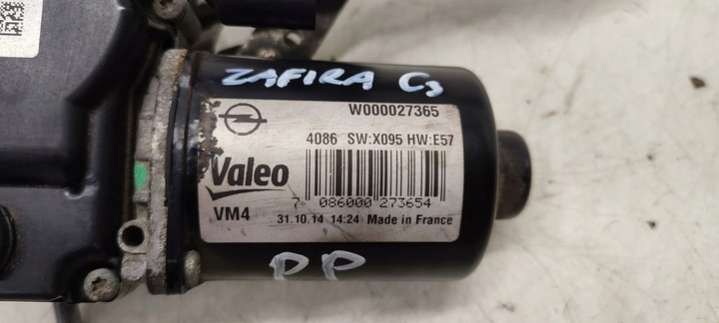 ZAFIRA C
W000027365
4086 SW:X095 HW:E57
Valeo
7 086000 273654
VM4
31.10.14 14:24 Made in France
PP